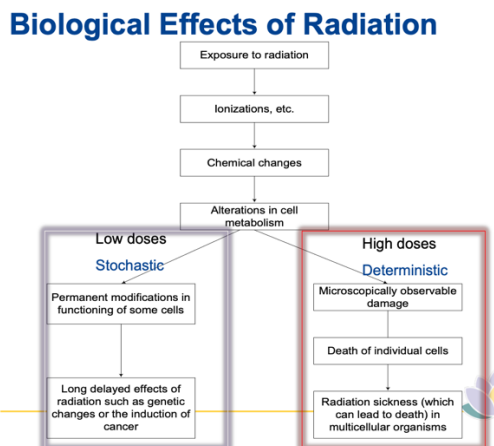 Biological Effects of Radiation
Exposure to radiation
Ionizations, etc.
Chemical changes
Alterations in cell
metabolism
Low doses
Stochastic
Permanent modifications in
functioning of some cells
Long delayed effects of
radiation such as genetic
changes or the induction of
cancer
High doses
Deterministic
Microscopically observable
damage
Death of individual cells
Radiation sickness (which
can lead to death) in
multicellular organisms